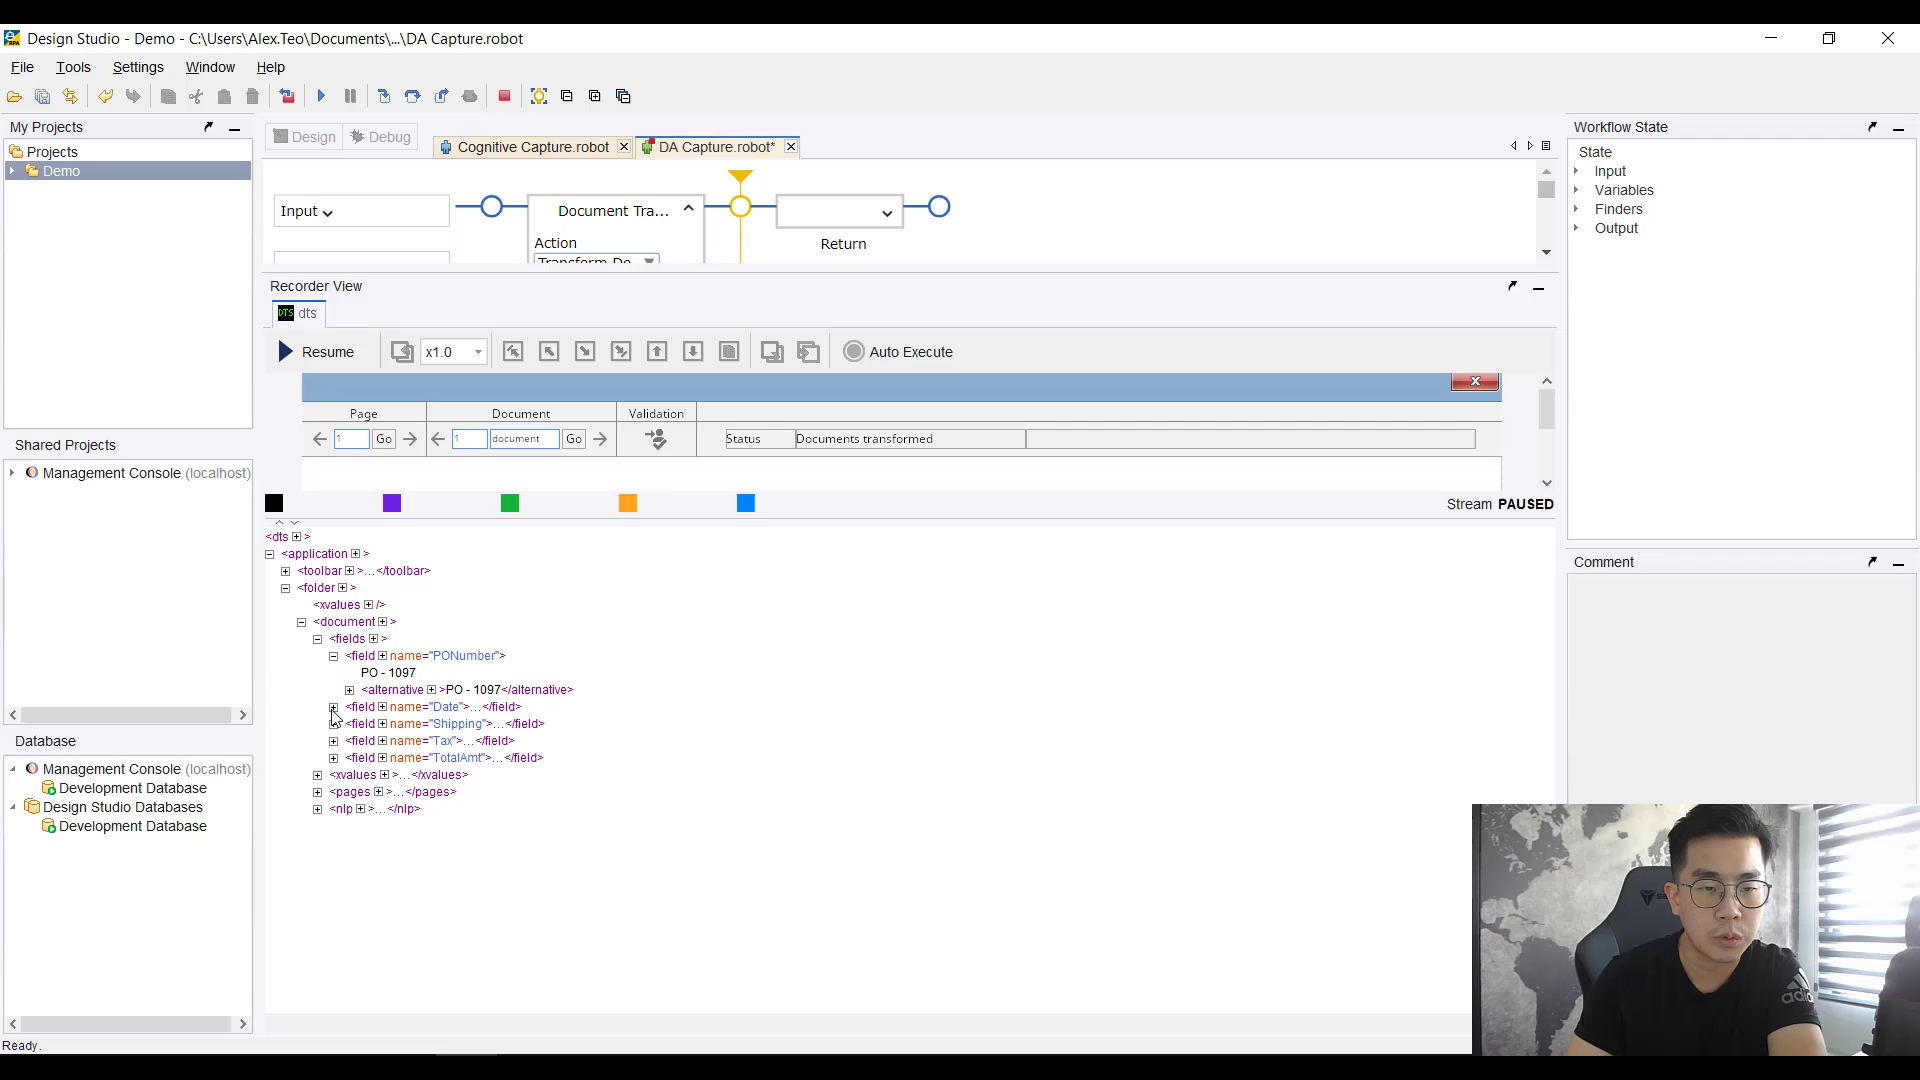 Design Studio - Demo - C:\Users\Alex.Teo\Documents\...\DA Capture.robot
File Tools Settings Window Help
My Projects
Projects
Demo
Shared Projects
Management Console (localhost)
Database
Management Console (localhost)
Development Database
Design Studio Databases
Development Database
Ready.
Design Debug
Cognitive Capture.robot
DA Capture.robot*
Input
Document Tra...
Action
Transform Do
Return
Recorder View
DTS dts
Resume
x1.0
Auto Execute
Page Document Validation
1 Go 1 document Go Status Documents transformed
Stream PAUSED
<dts >
<application >
<toolbar >...</toolbar>
<folder >
<xvalues />
<document >
<fields >
<field name="PONumber">
PO - 1097
<alternative >PO - 1097</alternative>
<field name="Date">...</field>
<field name="Shipping">...</field>
<field name="Tax">...</field>
<field name="TotalAmt">...</field>
<xvalues >...</xvalues>
<pages >...</pages>
<nlp >...</nlp>
Workflow State
State
Input
Variables
Finders
Output
Comment
adidas